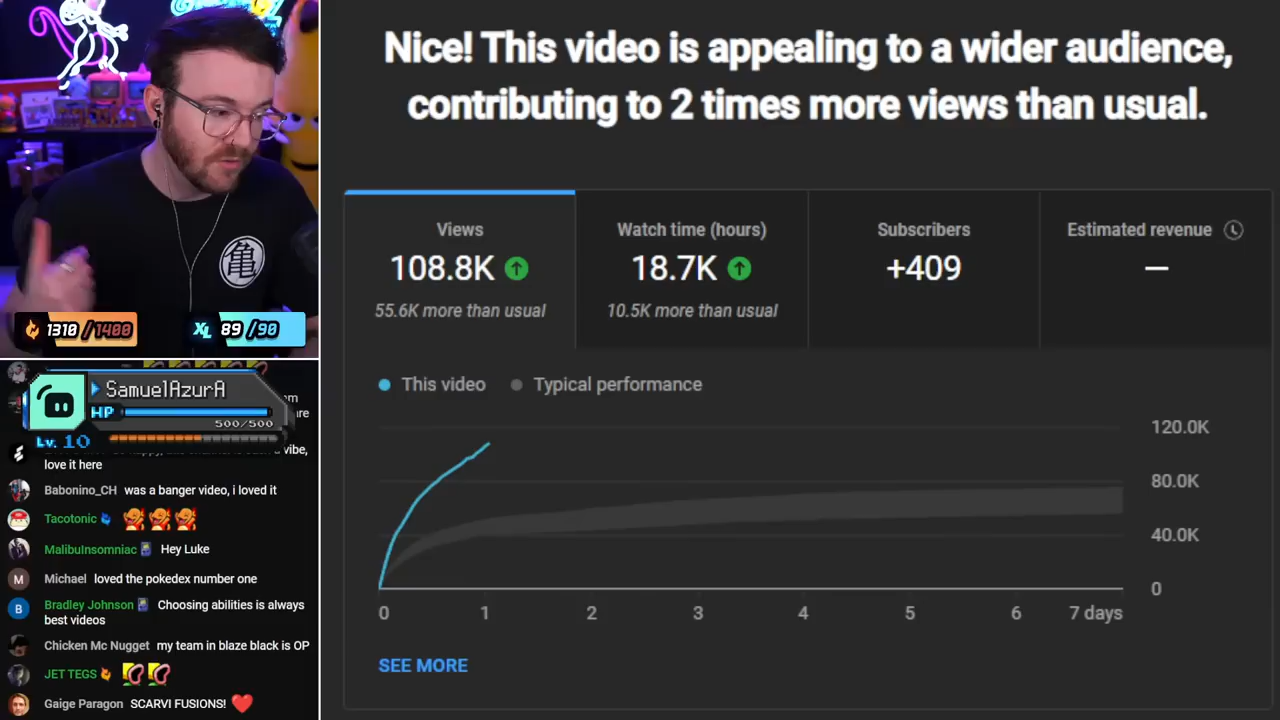 Nice! This video is appealing to a wider audience,
contributing to 2 times more views than usual.
Views
108.8K
55.6K more than usual
Watch time (hours)
18.7K
10.5K more than usual
Subscribers
+409
Estimated revenue
—
This video
Typical performance
120.0K
80.0K
40.0K
0
0 1 2 3 4 5 6 7 days
SEE MORE
亀
1310 /1400
XL 89 /90
SamuelAzurA
HP
500/500
Lv. 10
vibe,
love it here
Babonino_CH was a banger video, i loved it
Tacotonic
MalibuInsomniac Hey Luke
M Michael loved the pokedex number one
B Bradley Johnson Choosing abilities is always
best videos
Chicken Mc Nugget my team in blaze black is OP
JET TEGS
Gaige Paragon SCARVI FUSIONS!